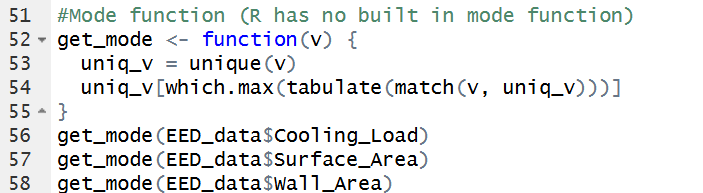 51 #Mode function (R has no built in mode function)
52 get_mode <- function(v) {
53   uniq_v = unique(v)
54   uniq_v[which.max(tabulate(match(v, uniq_v)))]
55 }
56 get_mode(EED_data$Cooling_Load)
57 get_mode(EED_data$Surface_Area)
58 get_mode(EED_data$Wall_Area)